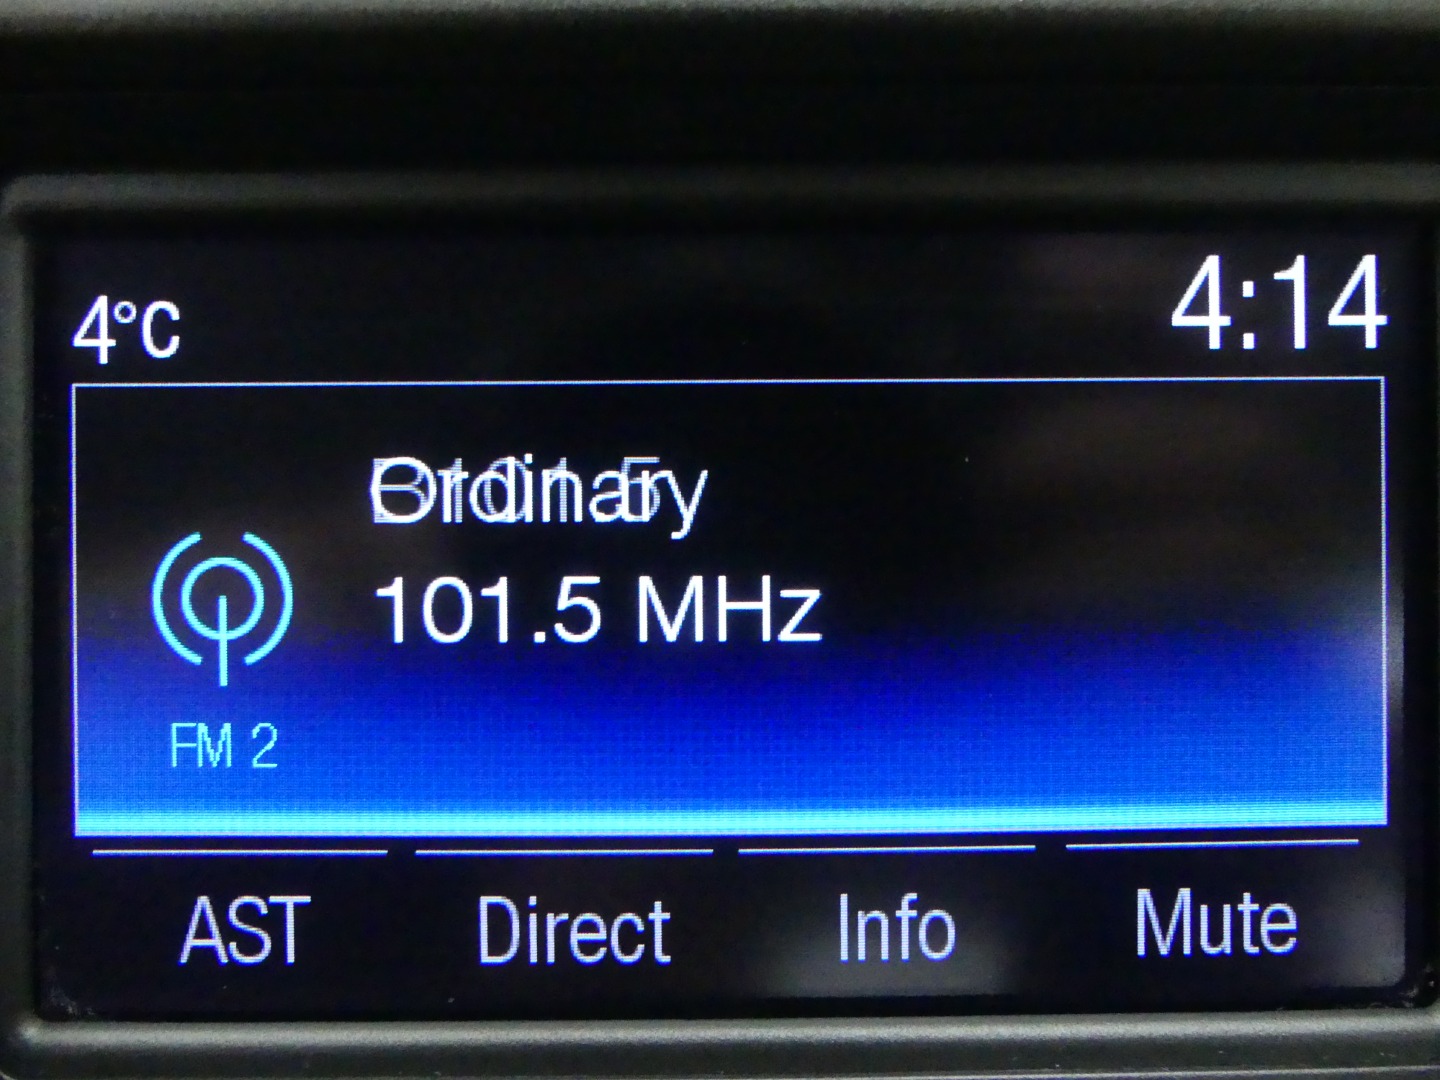 4°C
4:14
Ordinary
101.5 MHz
FM 2
AST
Direct
Info
Mute